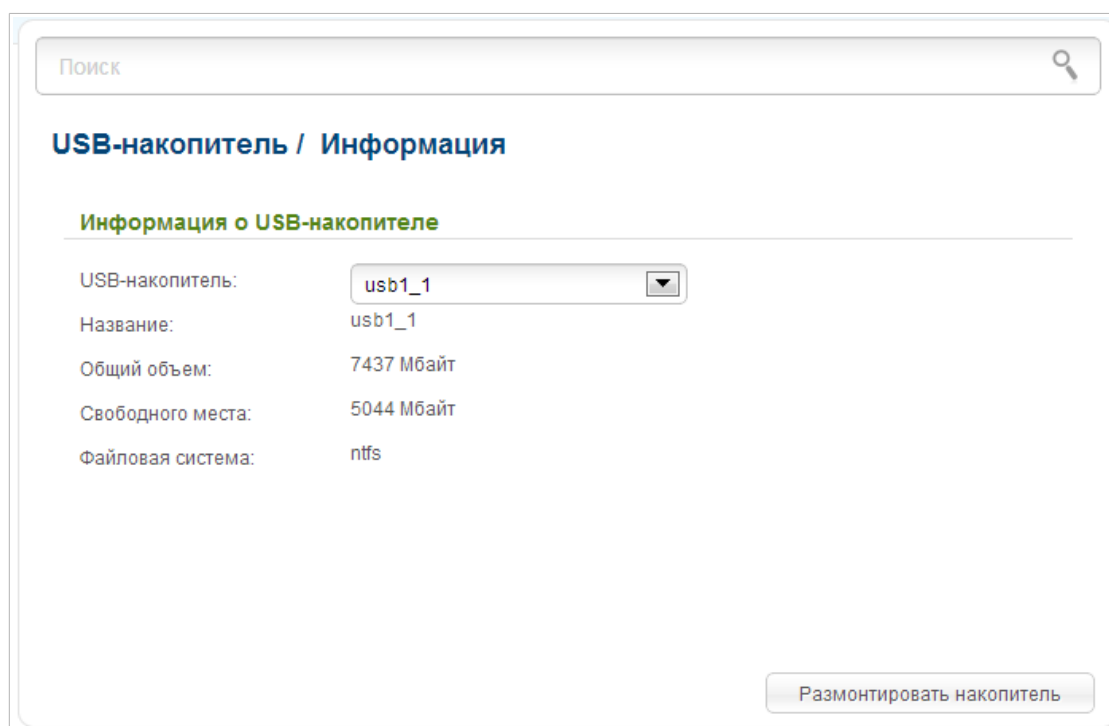 Поиск
USB-накопитель / Информация
Информация о USB-накопителе
USB-накопитель: usb1_1
Название: usb1_1
Общий объем: 7437 Мбайт
Свободного места: 5044 Мбайт
Файловая система: ntfs
Размонтировать накопитель